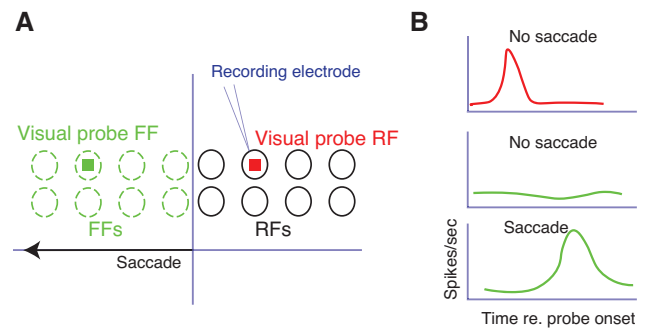 A
Recording electrode
Visual probe FF
Visual probe RF
FFs
RFs
Saccade
B
No saccade
No saccade
Saccade
Spikes/sec
Time re. probe onset